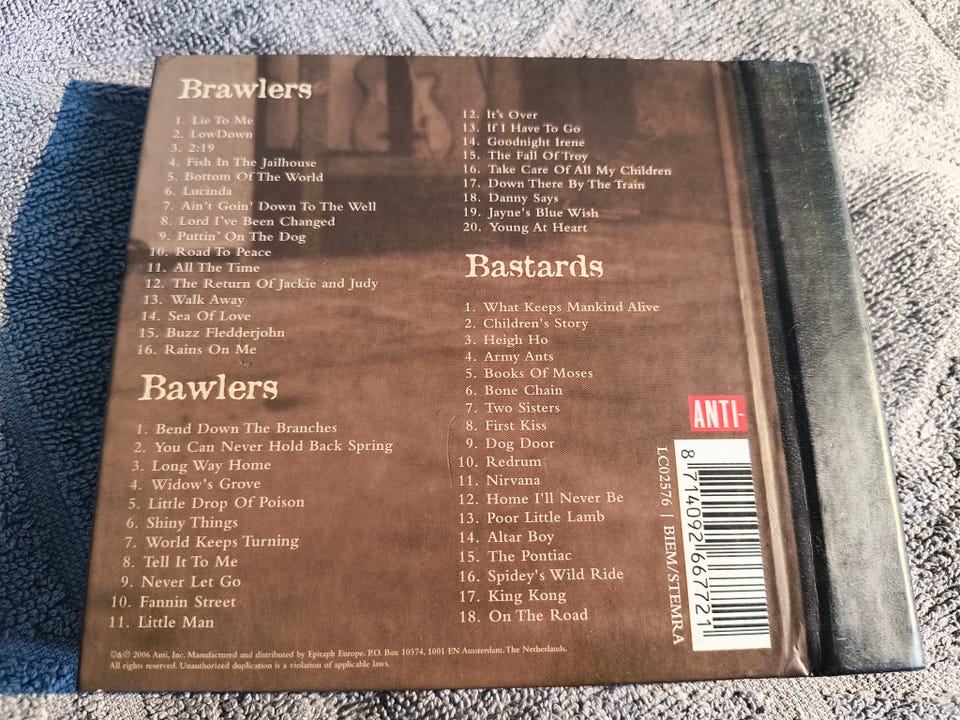 Brawlers
1. Lie To Me
2. LowDown
3. 2:19
4. Fish In The Jailhouse
5. Bottom Of The World
6. Lucinda
7. Ain't Goin' Down To The Well
8. Lord I've Been Changed
9. Puttin' On The Dog
10. Road To Peace
11. All The Time
12. The Return Of Jackie and Judy
13. Walk Away
14. Sea Of Love
15. Buzz Fledderjohn
16. Rains On Me
Bawlers
1. Bend Down The Branches
2. You Can Never Hold Back Spring
3. Long Way Home
4. Widow's Grove
5. Little Drop Of Poison
6. Shiny Things
7. World Keeps Turning
8. Tell It To Me
9. Never Let Go
10. Fannin Street
11. Little Man
12. It's Over
13. If I Have To Go
14. Goodnight Irene
15. The Fall Of Troy
16. Take Care Of All My Children
17. Down There By The Train
18. Danny Says
19. Jayne's Blue Wish
20. Young At Heart
Bastards
1. What Keeps Mankind Alive
2. Children's Story
3. Heigh Ho
4. Army Ants
5. Books Of Moses
6. Bone Chain
7. Two Sisters
8. First Kiss
9. Dog Door
10. Redrum
11. Nirvana
12. Home I'll Never Be
13. Poor Little Lamb
14. Altar Boy
15. The Pontiac
16. Spidey's Wild Ride
17. King Kong
18. On The Road
ANTI-
LC02576 | BIEM/STEMRA
8 714092 667721
©&℗ 2006 Anti, Inc. Manufactured and distributed by Epitaph Europe. P.O. Box 10574, 1001 EN Amsterdam. The Netherlands.
All rights reserved. Unauthorized duplication is a violation of applicable laws.